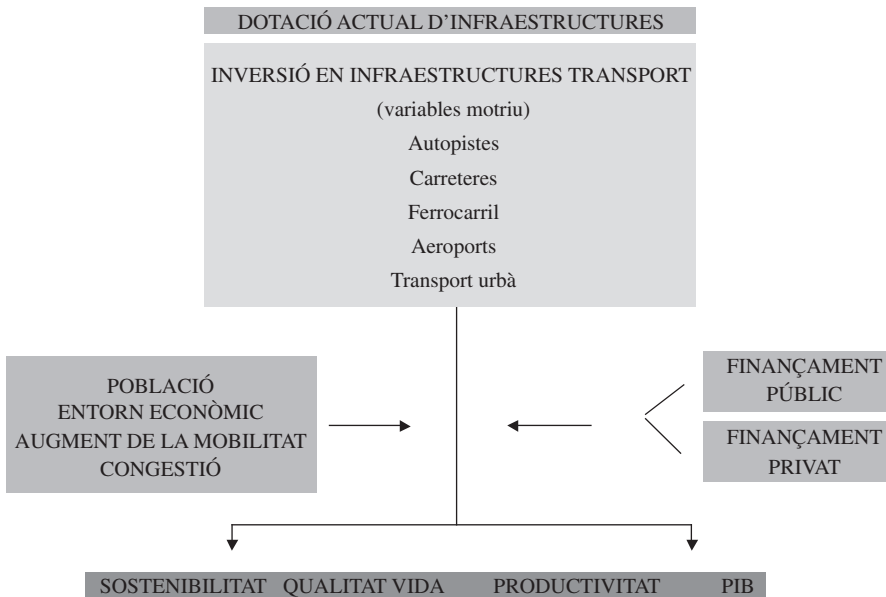 DOTACIÓ ACTUAL D’INFRAESTRUCTURES
INVERSIÓ EN INFRAESTRUCTURES TRANSPORT
(variables motriu)
Autopistes
Carreteres
Ferrocarril
Aeroports
Transport urbà
POBLACIÓ
ENTORN ECONÒMIC
AUGMENT DE LA MOBILITAT
CONGESTIÓ
FINANÇAMENT
PÚBLIC
FINANÇAMENT
PRIVAT
SOSTENIBILITAT QUALITAT VIDA PRODUCTIVITAT PIB